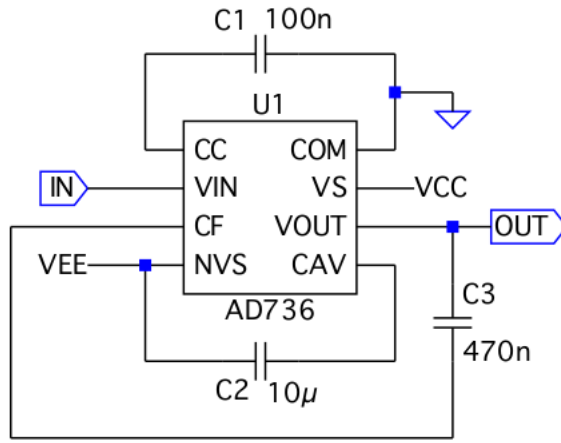 C1 100n
U1
CC COM
IN VIN VS VCC
CF VOUT OUT
VEE NVS CAV
C3
AD736
470n
C2 10µ